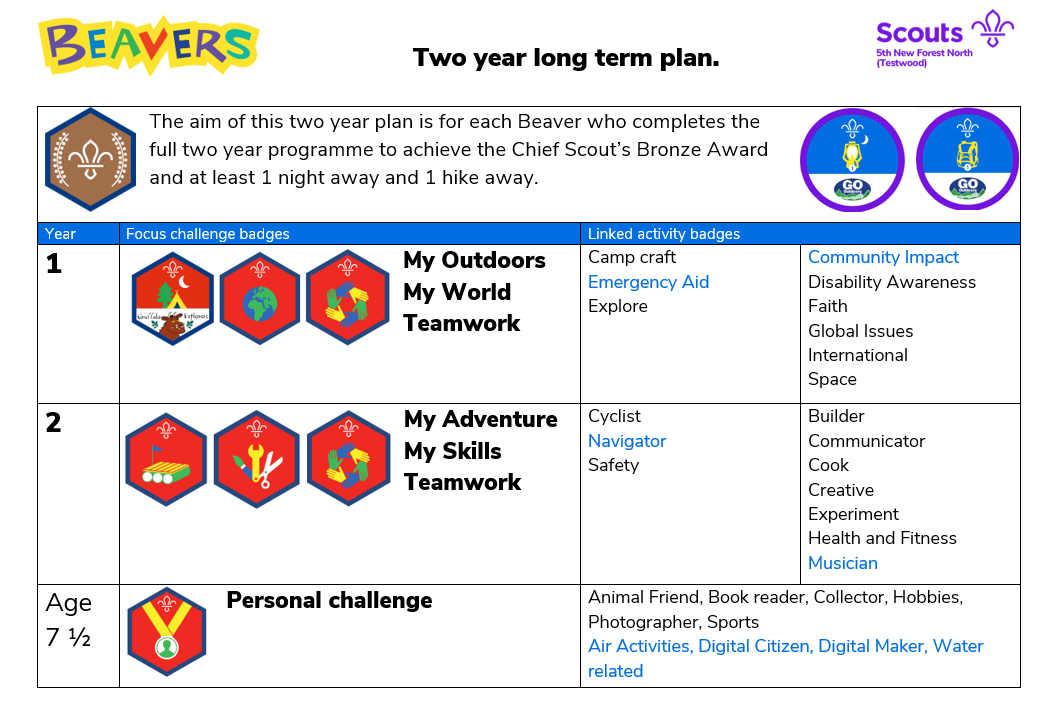 BEAVERS
Scouts
5th New Forest North
(Testwood)
Two year long term plan.
The aim of this two year plan is for each Beaver who completes the
full two year programme to achieve the Chief Scout's Bronze Award
and at least 1 night away and 1 hike away.
1
GO
Outdoors
1
GO
Outdoors
Year
Focus challenge badges
Linked activity badges
1
Gruffalo Explorers
My Outdoors
My World
Teamwork
Camp craft
Emergency Aid
Explore
Community Impact
Disability Awareness
Faith
Global Issues
International
Space
2
My Adventure
My Skills
Teamwork
Cyclist
Navigator
Safety
Builder
Communicator
Cook
Creative
Experiment
Health and Fitness
Musician
Age
7 ½
Personal challenge
Animal Friend, Book reader, Collector, Hobbies,
Photographer, Sports
Air Activities, Digital Citizen, Digital Maker, Water
related